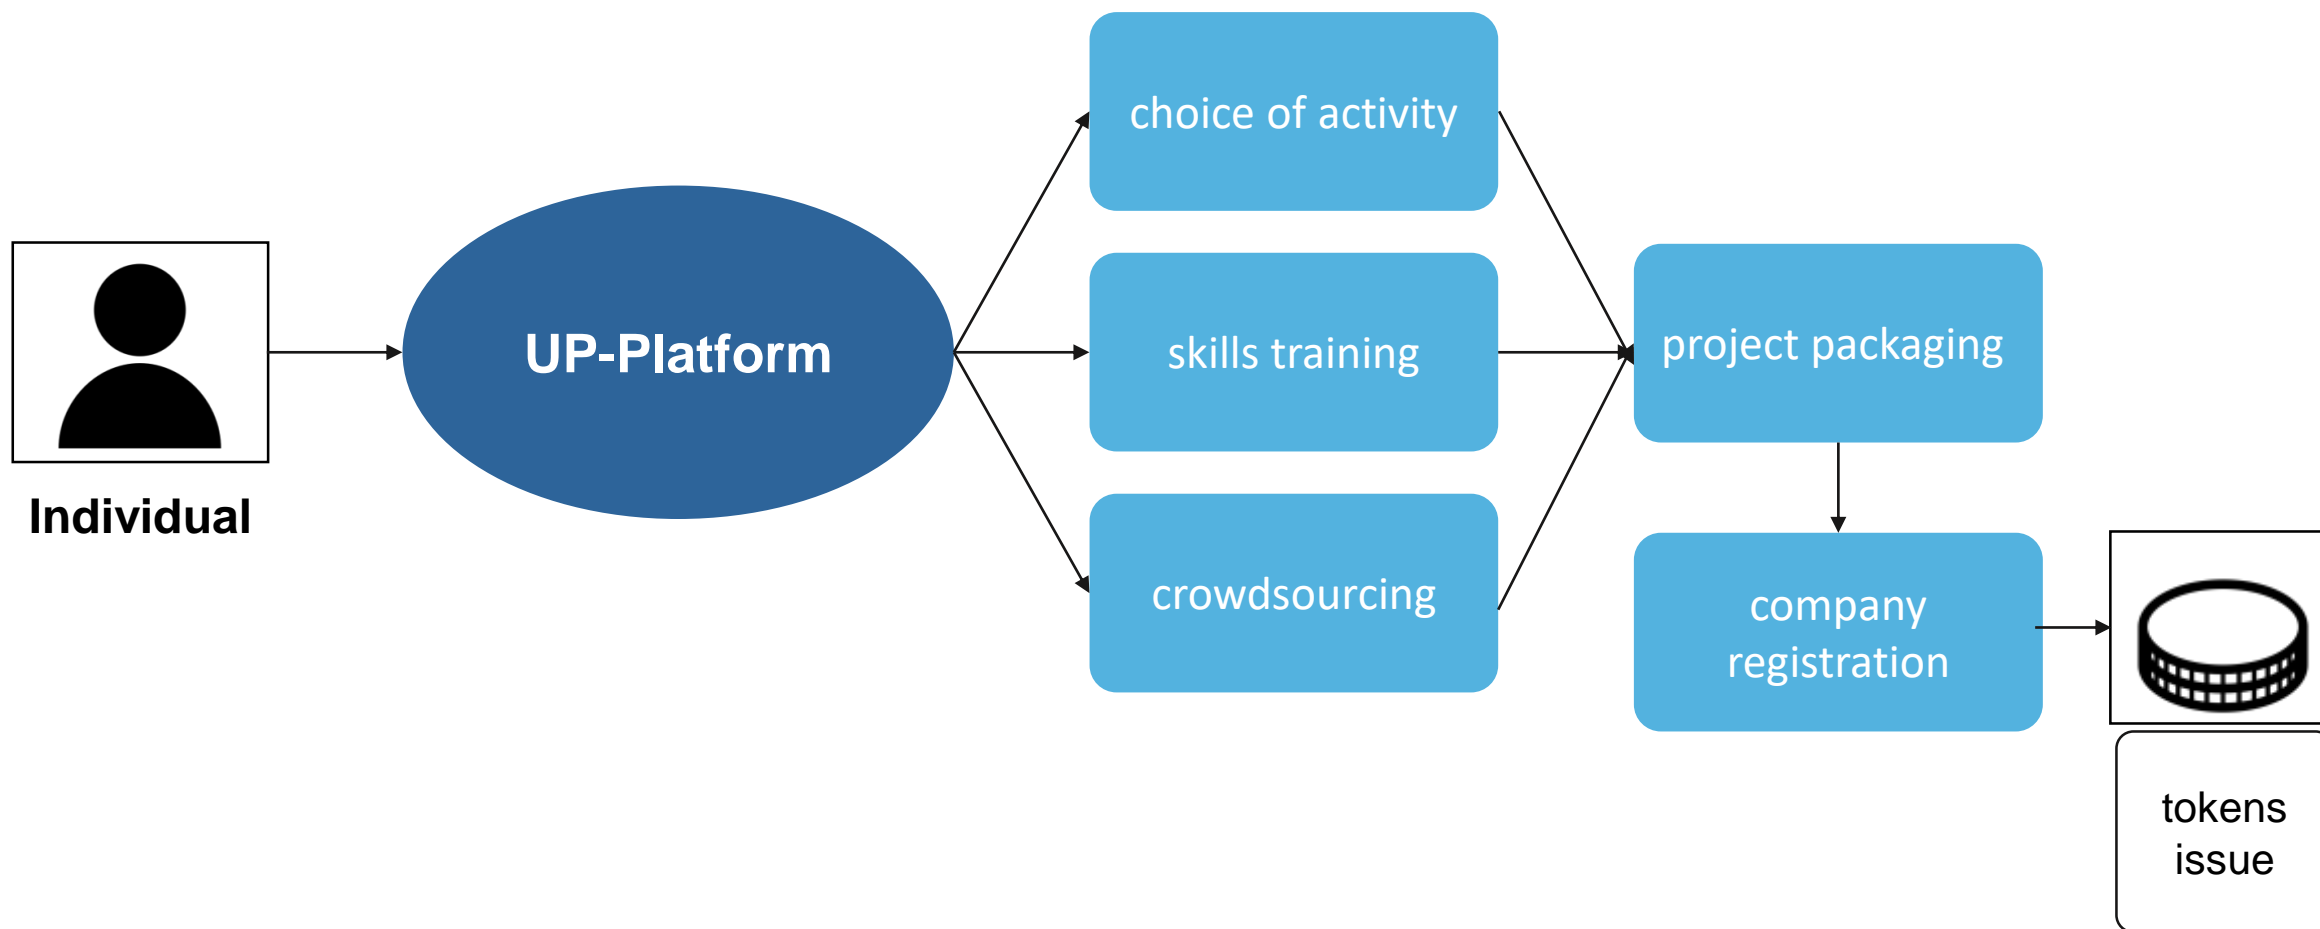 Individual
UP-Platform
choice of activity
skills training
crowdsourcing
project packaging
company
registration
tokens
issue